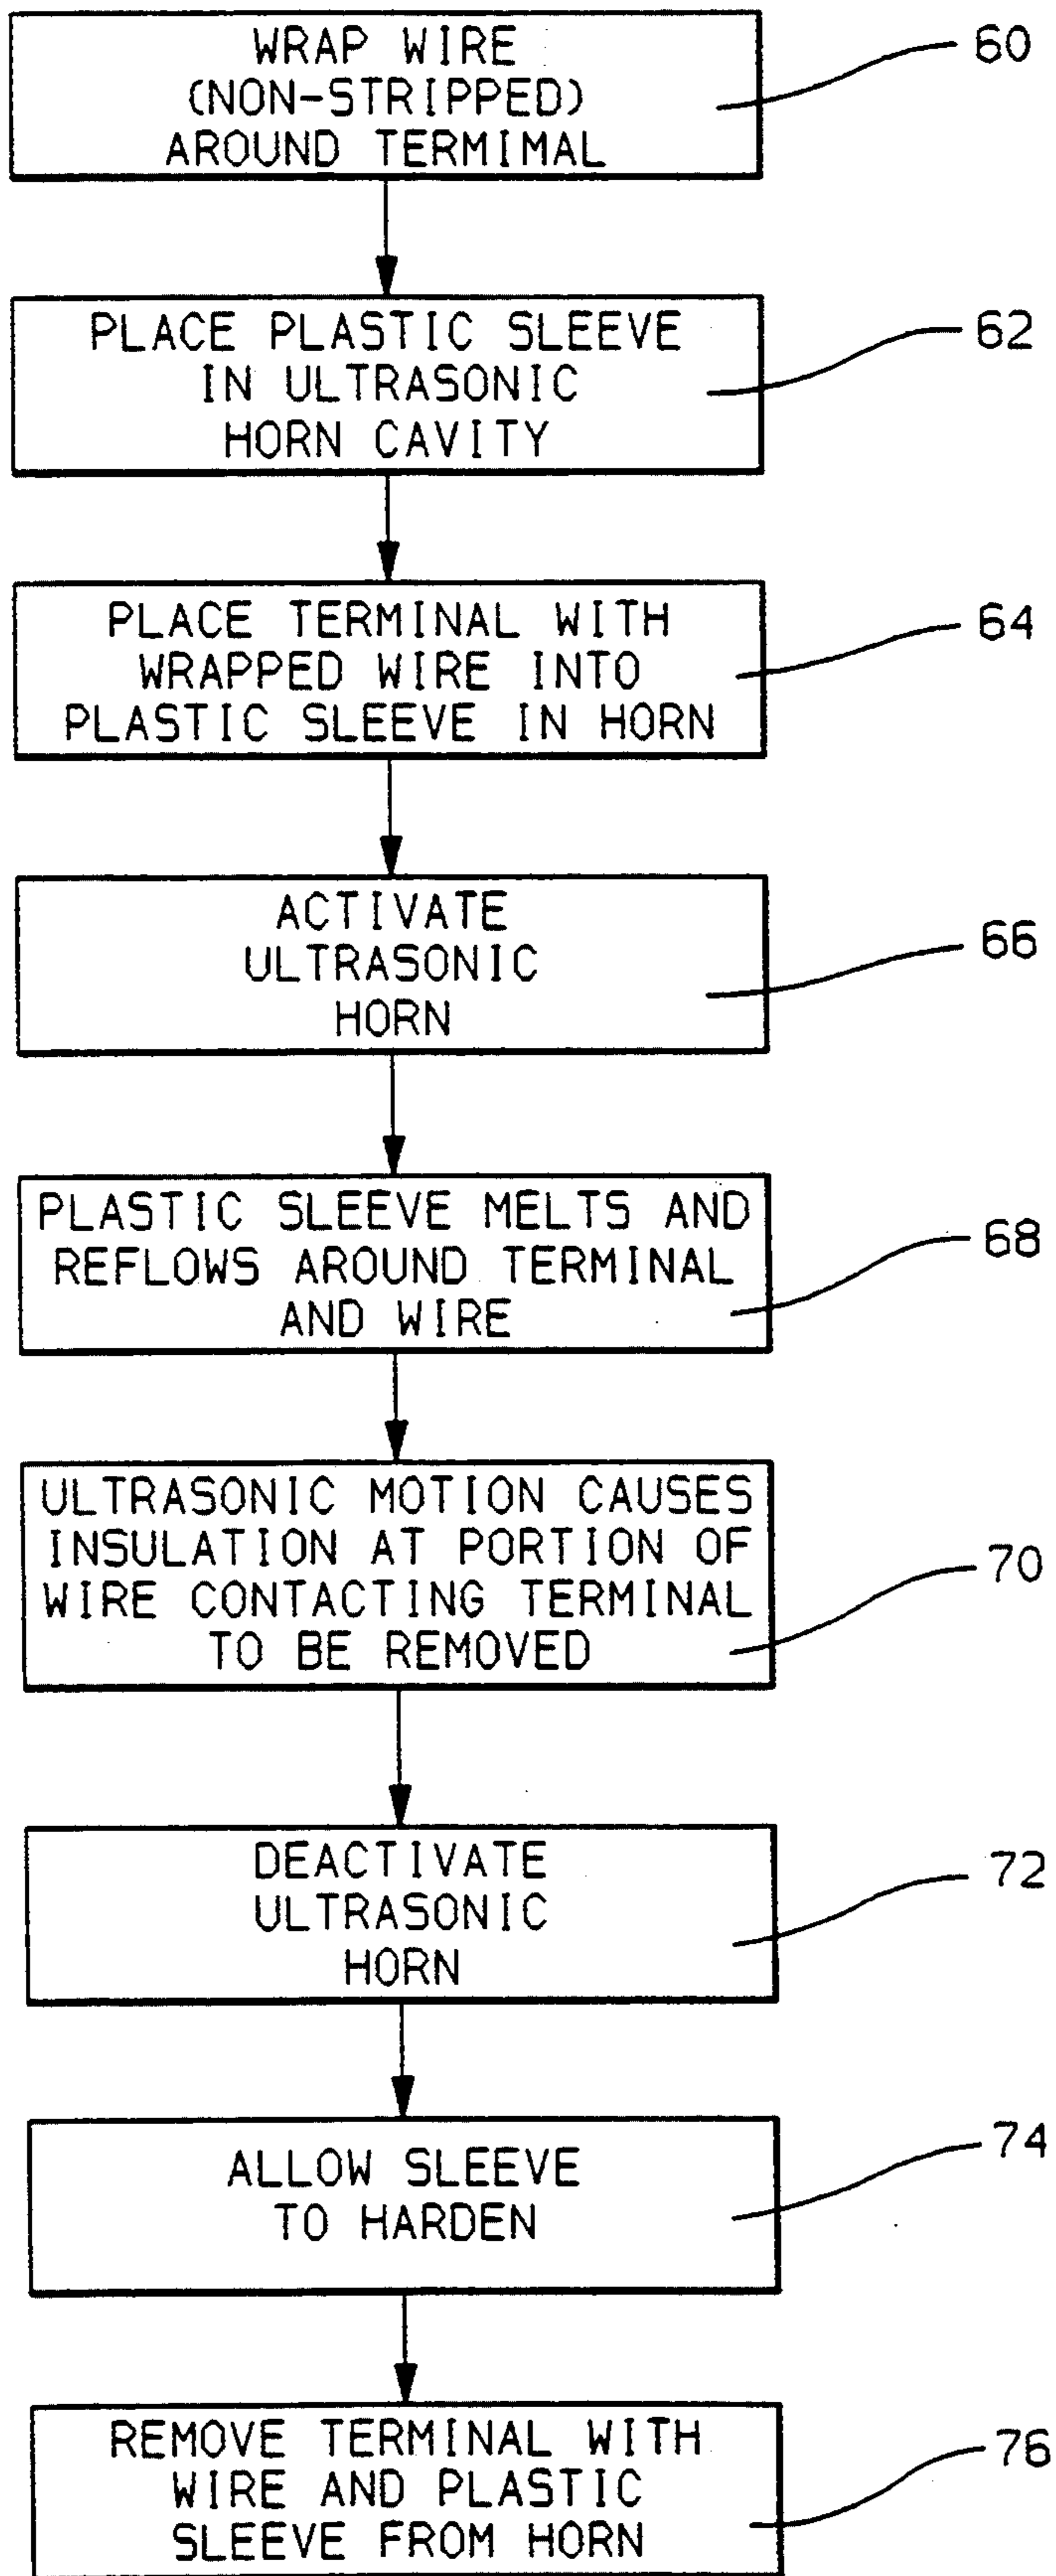 WRAP WIRE
(NON-STRIPPED)
AROUND TERMIMAL
60
PLACE PLASTIC SLEEVE
IN ULTRASONIC
HORN CAVITY
62
PLACE TERMINAL WITH
WRAPPED WIRE INTO
PLASTIC SLEEVE IN HORN
64
ACTIVATE
ULTRASONIC
HORN
66
PLASTIC SLEEVE MELTS AND
REFLOWS AROUND TERMINAL
AND WIRE
68
ULTRASONIC MOTION CAUSES
INSULATION AT PORTION OF
WIRE CONTACTING TERMINAL
TO BE REMOVED
70
DEACTIVATE
ULTRASONIC
HORN
72
ALLOW SLEEVE
TO HARDEN
74
REMOVE TERMINAL WITH
WIRE AND PLASTIC
SLEEVE FROM HORN
76